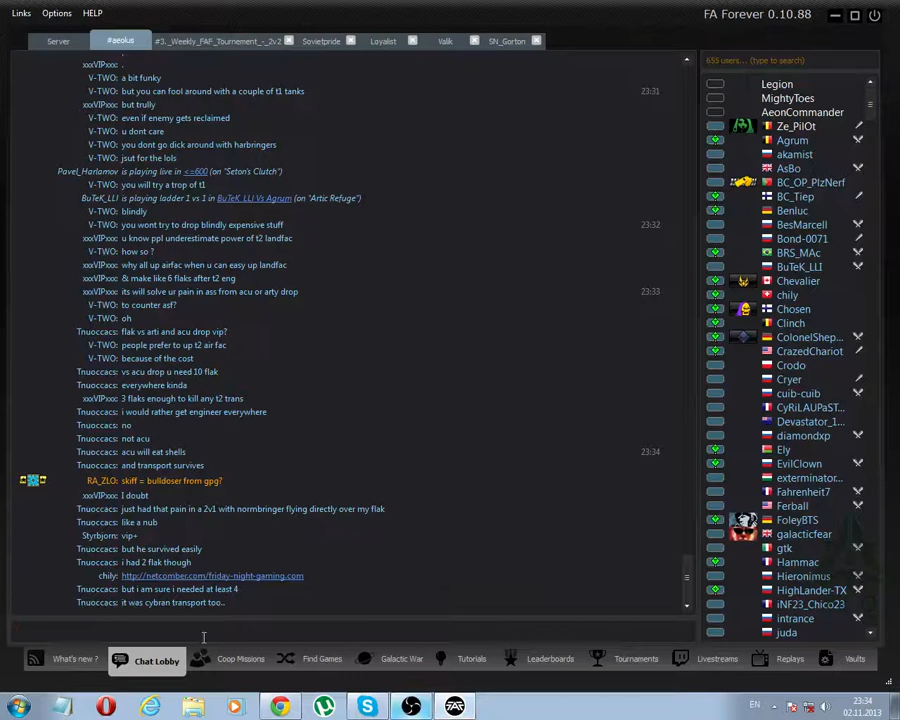 Links Options HELP FA Forever 0.10.88
Server #aeolus #3._Weekly_FAF_Tournement_-_2v2 Sovietpride Loyalist Valik SN_Gorton
xxxVIPxxx: .
V-TWO: a bit funky
V-TWO: but you can fool around with a couple of t1 tanks 23:31
xxxVIPxxx: but trully
V-TWO: even if enemy gets reclaimed
V-TWO: u dont care
V-TWO: you dont go dick around with harbringers
V-TWO: jsut for the lols
Pavel_Harlamov is playing live in <=600 (on "Seton's Clutch")
V-TWO: you will try a trop of t1
BuTeK_LLI is playing ladder 1 vs 1 in BuTeK_LLI Vs Agrum (on "Artic Refuge")
V-TWO: blindly
V-TWO: you wont try to drop blindly expensive stuff 23:32
xxxVIPxxx: u know ppl underestimate power of t2 landfac
V-TWO: how so ?
xxxVIPxxx: why all up airfac when u can easy up landfac
xxxVIPxxx: & make like 6 flaks after t2 eng
xxxVIPxxx: its will solve ur pain in ass from acu or arty drop 23:33
V-TWO: to counter asf?
V-TWO: oh
Tnuoccacs: flak vs arti and acu drop vip?
V-TWO: people prefer to up t2 air fac
V-TWO: because of the cost
Tnuoccacs: vs acu drop u need 10 flak
Tnuoccacs: everywhere kinda
xxxVIPxxx: 3 flaks enough to kill any t2 trans
Tnuoccacs: i would rather get engineer everywhere
Tnuoccacs: no
Tnuoccacs: not acu
Tnuoccacs: acu will eat shells 23:34
Tnuoccacs: and transport survives
RA_ZLO: skiff = bulldoser from gpg?
xxxVIPxxx: I doubt
Tnuoccacs: just had that pain in a 2v1 with normbringer flying directly over my flak
Tnuoccacs: like a nub
Styrbjorn: vip+
Tnuoccacs: but he survived easily
Tnuoccacs: i had 2 flak though
chily: http://netcomber.com/friday-night-gaming.com
Tnuoccacs: but i am sure i needed at least 4
Tnuoccacs: it was cybran transport too..
655 users... (type to search)
Legion
MightyToes
AeonCommander
Ze_PilOt
Agrum
akamist
AsBo
BC_OP_PlzNerf
BC_Tiep
Benluc
BesMarcell
Bond-0071
BRS_MAc
BuTeK_LLI
Chevalier
chily
Chosen
Clinch
ColonelShep...
CrazedChariot
Crodo
Cryer
cuib-cuib
CyRiLAUPaST...
Devastator_1...
diamondxp
Ely
EvilClown
exterminator...
Fahrenheit7
Ferball
FoleyBTS
galacticfear
gtk
Hammac
Hieronimus
HighLander-TX
iNF23_Chico23
intrance
juda
What's new ? Chat Lobby Coop Missions Find Games Galactic War Tutorials Leaderboards Tournaments Livestreams Replays Vaults
EN 23:34
02.11.2013